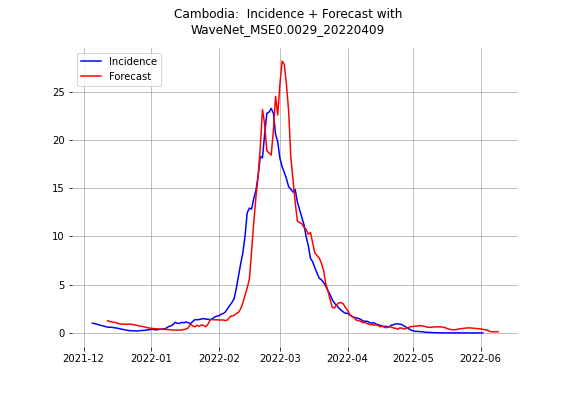 Cambodia:  Incidence + Forecast with
WaveNet_MSE0.0029_20220409
Incidence
Forecast
25
20
15
10
5
0
2021-12 2022-01 2022-02 2022-03 2022-04 2022-05 2022-06